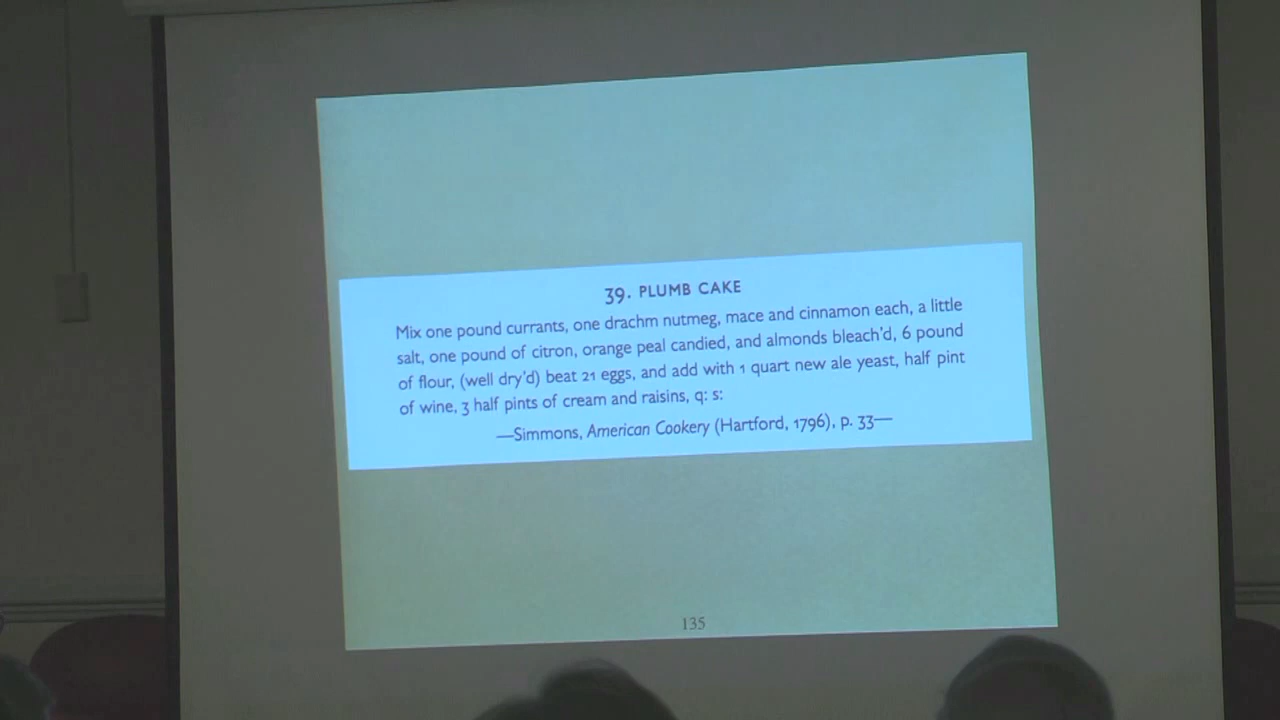 39. PLUMB CAKE
Mix one pound currants, one drachm nutmeg, mace and cinnamon each, a little
salt, one pound of citron, orange peal candied, and almonds bleach'd, 6 pound
of flour, (well dry'd) beat 21 eggs, and add with 1 quart new ale yeast, half pint
of wine, 3 half pints of cream and raisins, q: s:
—Simmons, American Cookery (Hartford, 1796), p. 33—
135